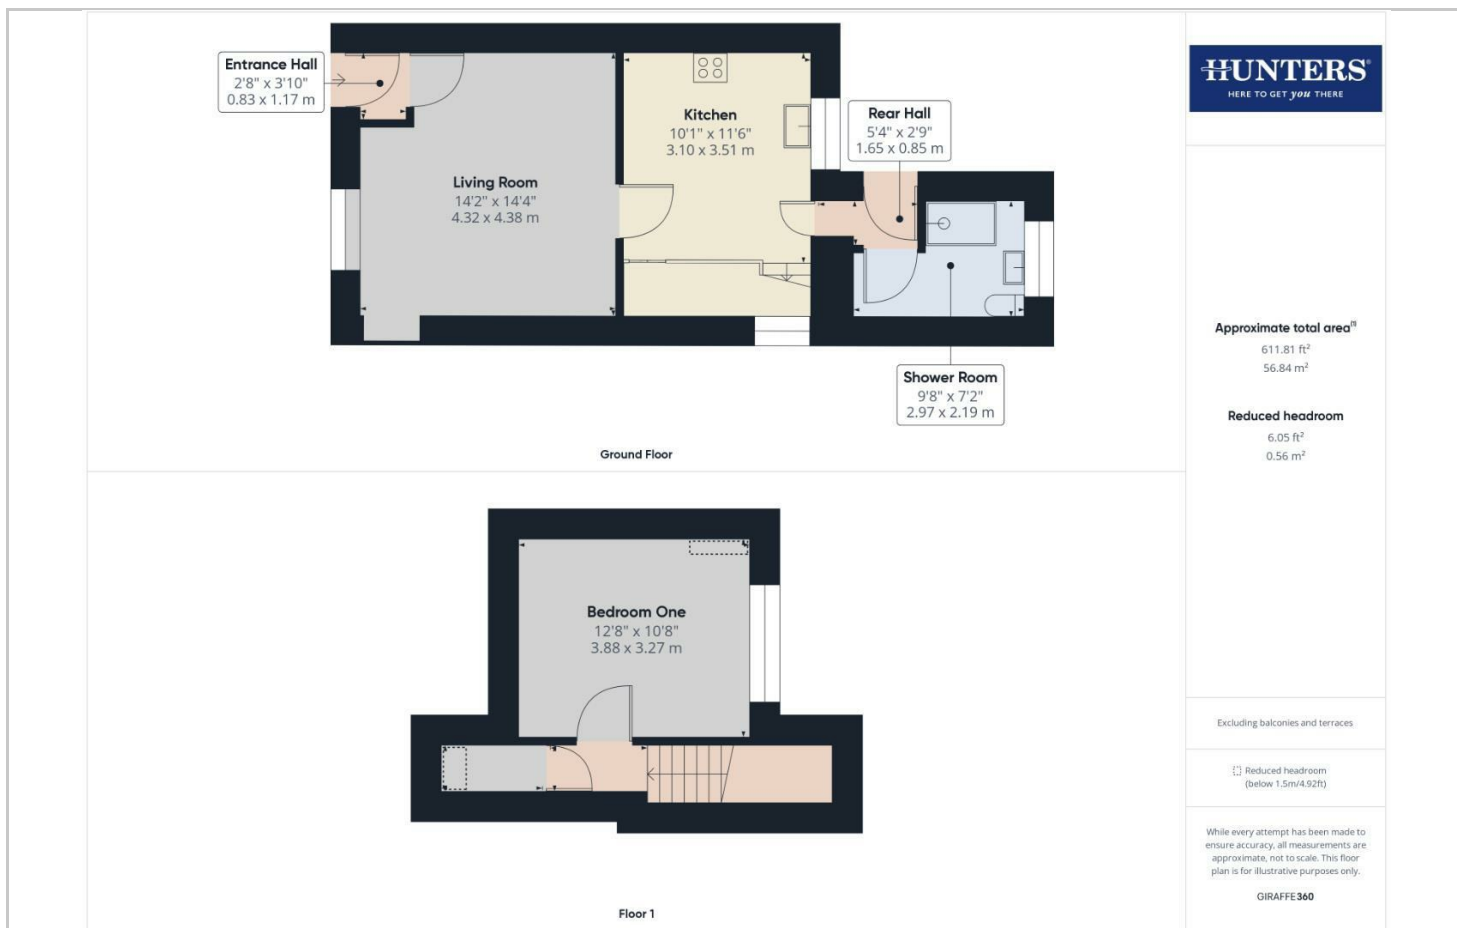 Entrance Hall
2'8" x 3'10"
0.83 x 1.17 m
Living Room
14'2" x 14'4"
4.32 x 4.38 m
Kitchen
10'1" x 11'6"
3.10 x 3.51 m
Rear Hall
5'4" x 2'9"
1.65 x 0.85 m
Shower Room
9'8" x 7'2"
2.97 x 2.19 m
Ground Floor
Bedroom One
12'8" x 10'8"
3.88 x 3.27 m
Floor 1
HUNTERS®
HERE TO GET you THERE
Approximate total area⁽¹⁾
611.81 ft²
56.84 m²
Reduced headroom
6.05 ft²
0.56 m²
Excluding balconies and terraces
Reduced headroom
(below 1.5m/4.92ft)
While every attempt has been made to
ensure accuracy, all measurements are
approximate, not to scale. This floor
plan is for illustrative purposes only.
GIRAFFE360